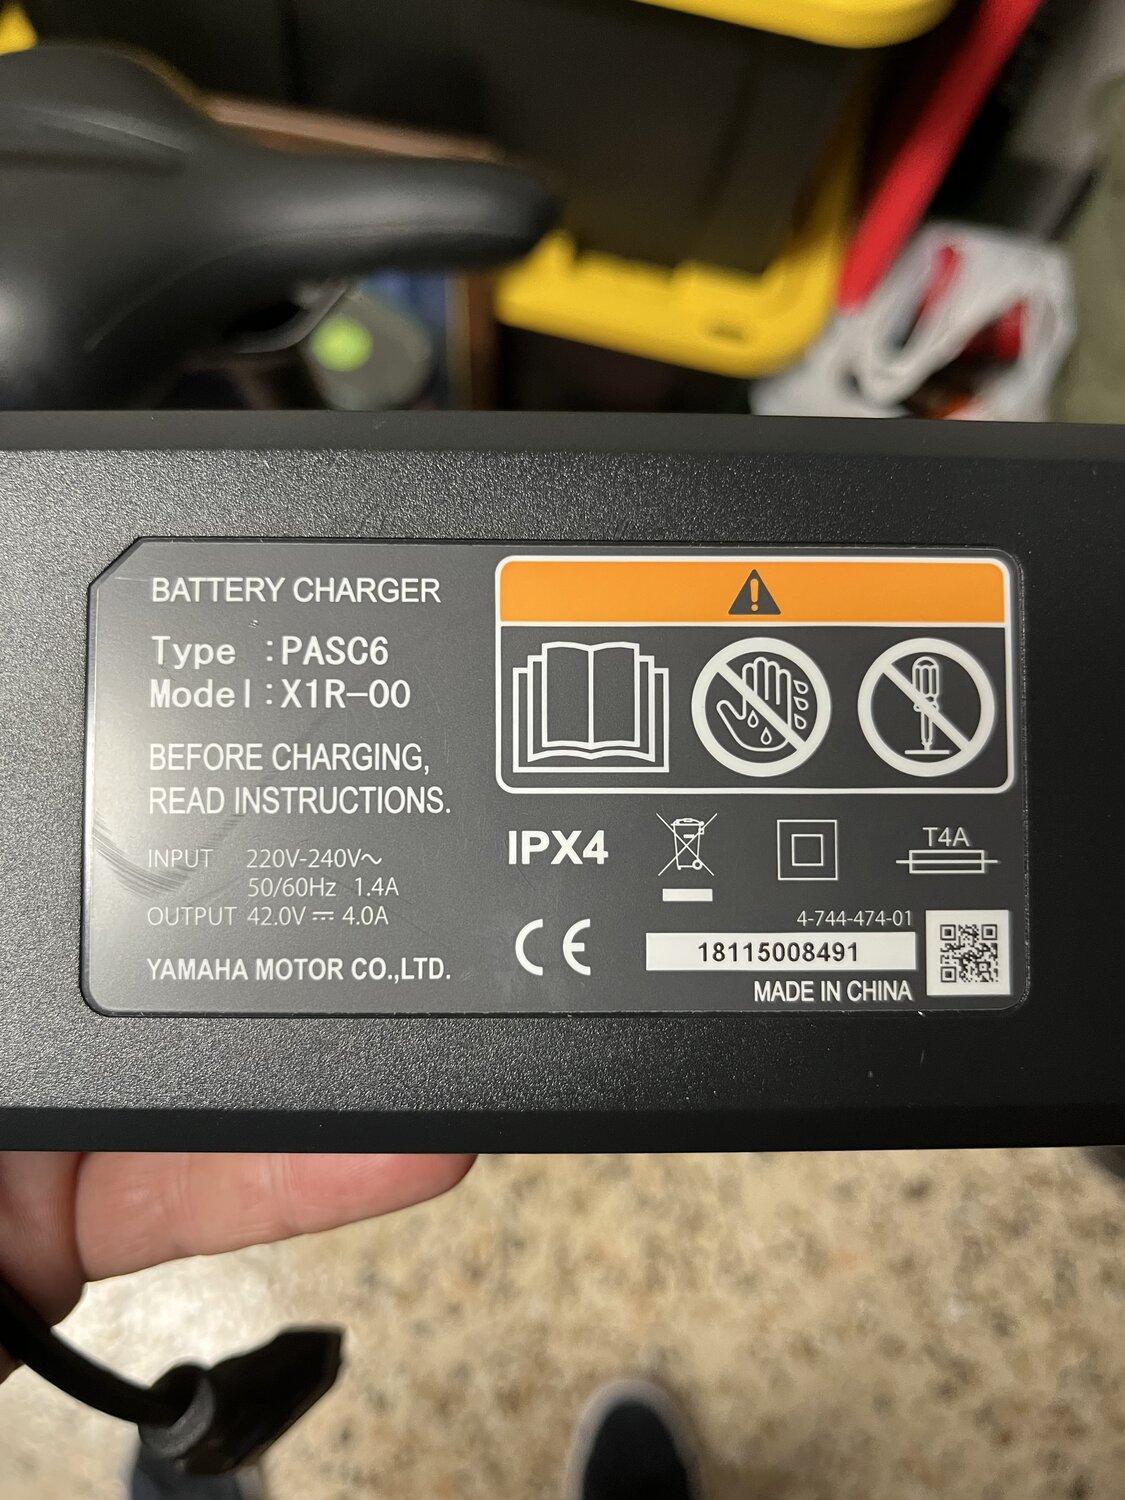 BATTERY CHARGER
Type :PASC6
Model:X1R-00
BEFORE CHARGING,
READ INSTRUCTIONS.
INPUT 220V-240V～
50/60Hz 1.4A
OUTPUT 42.0V⎓4.0A
YAMAHA MOTOR CO.,LTD.
IPX4
T4A
CE
4-744-474-01
18115008491
MADE IN CHINA